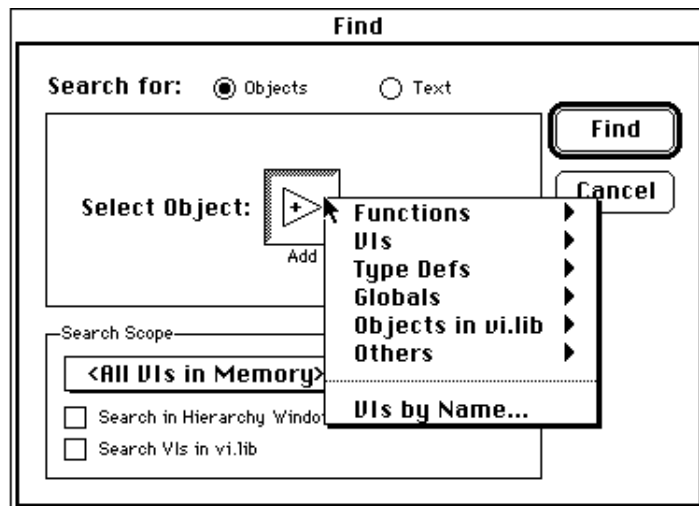 Find
Search for: Objects Text
Find
Cancel
Select Object:
Add
Functions
VIs
Type Defs
Globals
Objects in vi.lib
Others
VIs by Name...
Search Scope
<All VIs in Memory>
Search in Hierarchy
Search VIs in vi.lib